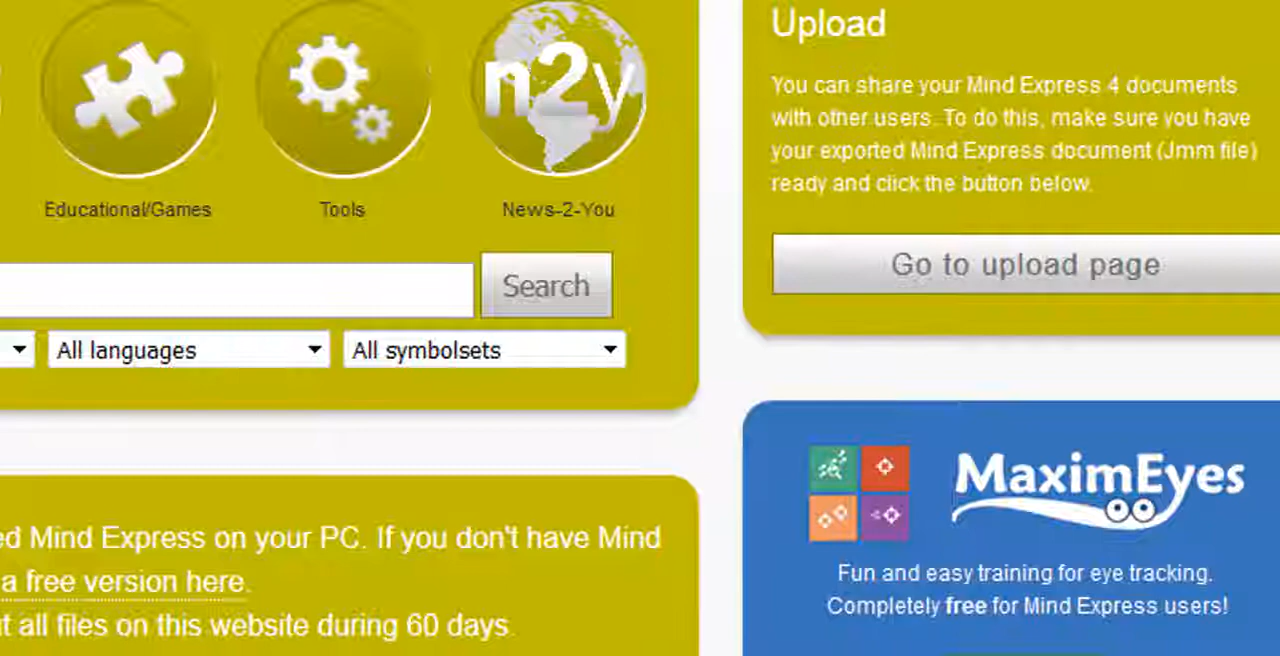 n2y
Educational/Games
Tools
News-2-You
Search
All languages
All symbolsets
ed Mind Express on your PC. If you don't have Mind
a free version here.
t all files on this website during 60 days
Upload
You can share your Mind Express 4 documents
with other users. To do this, make sure you have
your exported Mind Express document (Jmm file)
ready and click the button below.
Go to upload page
MaximEyes
Fun and easy training for eye tracking.
Completely free for Mind Express users!